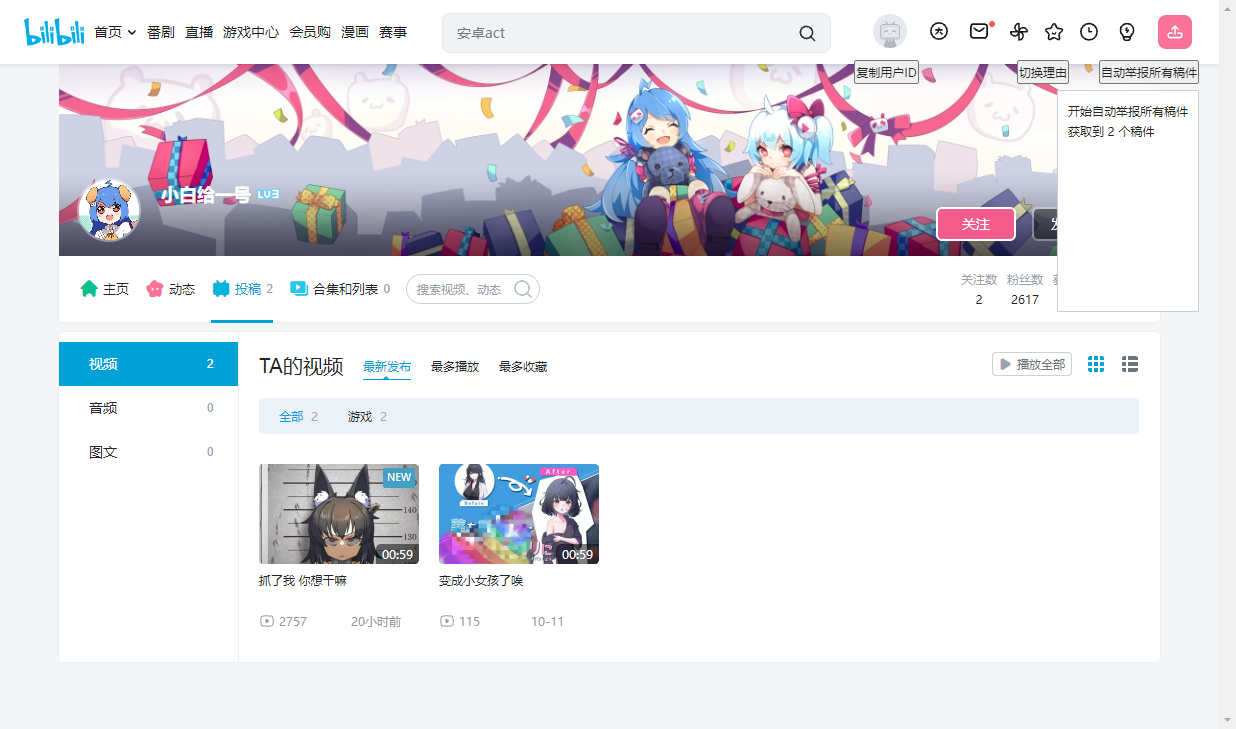 bilibili 首页 番剧 直播 游戏中心 会员购 漫画 赛事
安卓act
复制用户ID 切换理由 自动举报所有稿件
开始自动举报所有稿件
获取到 2 个稿件
小白给一号 LV3
关注 发
主页 动态 投稿 2 合集和列表 0
搜索视频、动态
关注数 粉丝数
2 2617
视频 2
音频 0
图文 0
TA的视频 最新发布 最多播放 最多收藏
播放全部
全部 2 游戏 2
NEW
140
130
00:59
After
Before
00:59
抓了我 你想干嘛
变成小女孩了唉
2757 20小时前
115 10-11